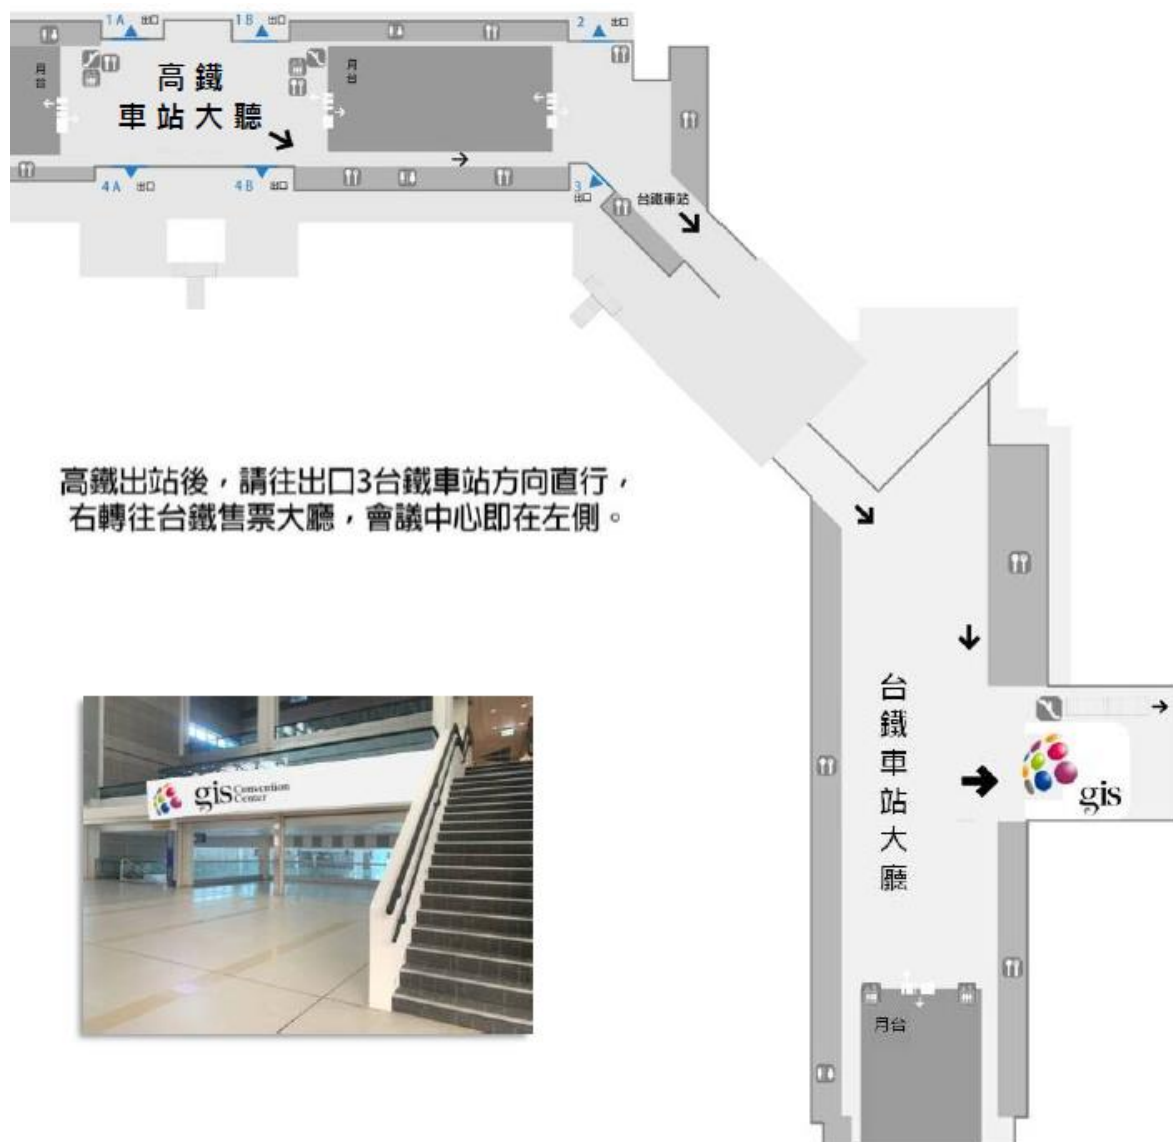 1A 出口
1B 出口
2 出口
月台
高鐵
車站大廳
月台
4A 出口
4B 出口
3
出口
台鐵車站
高鐵出站後，請往出口3台鐵車站方向直行，
右轉往台鐵售票大廳，會議中心即在左側。
台鐵車站大廳
gis
gis Convention
Center
月台